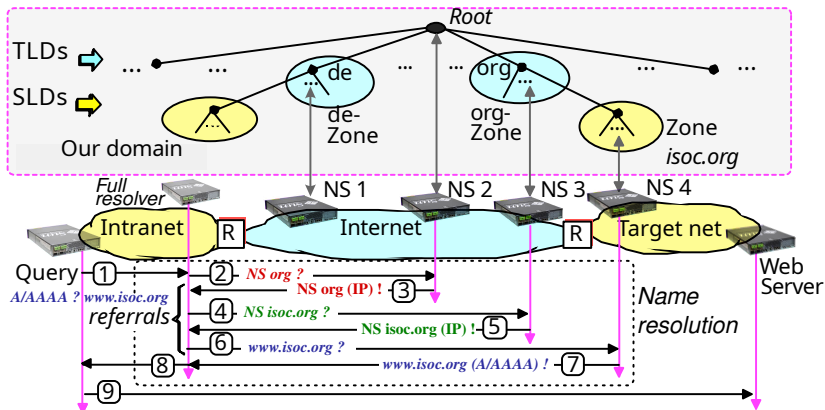 Root
TLDs
... ... de ... ... org ... ...
...
...
SLDs
... ...
de-
Zone
org-
Zone
Zone
isoc.org
Our domain
Full
resolver
NS 1
NS 2
NS 3
NS 4
Intranet
R
Internet
R
Target net
Query
Web
Server
1
2
NS org ?
A/AAAA ? www.isoc.org
NS org (IP) !
3
referrals
4
NS isoc.org ?
Name
resolution
NS isoc.org (IP) !
5
6
www.isoc.org ?
8
www.isoc.org (A/AAAA) !
7
9